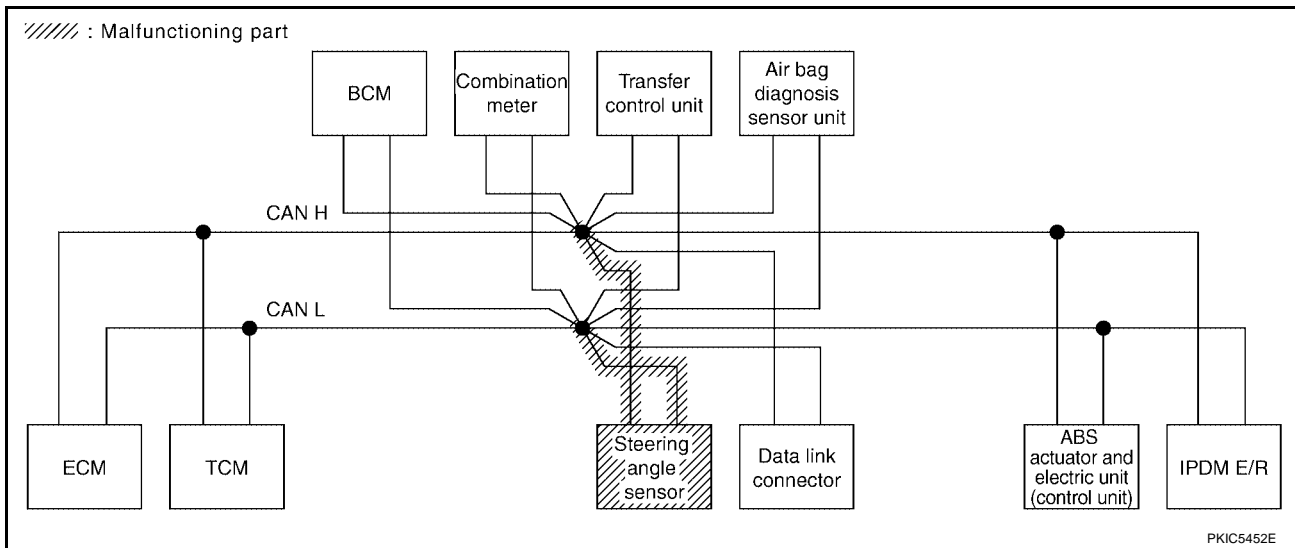 : Malfunctioning part
BCM
Combination
meter
Transfer
control unit
Air bag
diagnosis
sensor unit
CAN H
CAN L
ECM
TCM
Steering
angle
sensor
Data link
connector
ABS
actuator and
electric unit
(control unit)
IPDM E/R
PKIC5452E